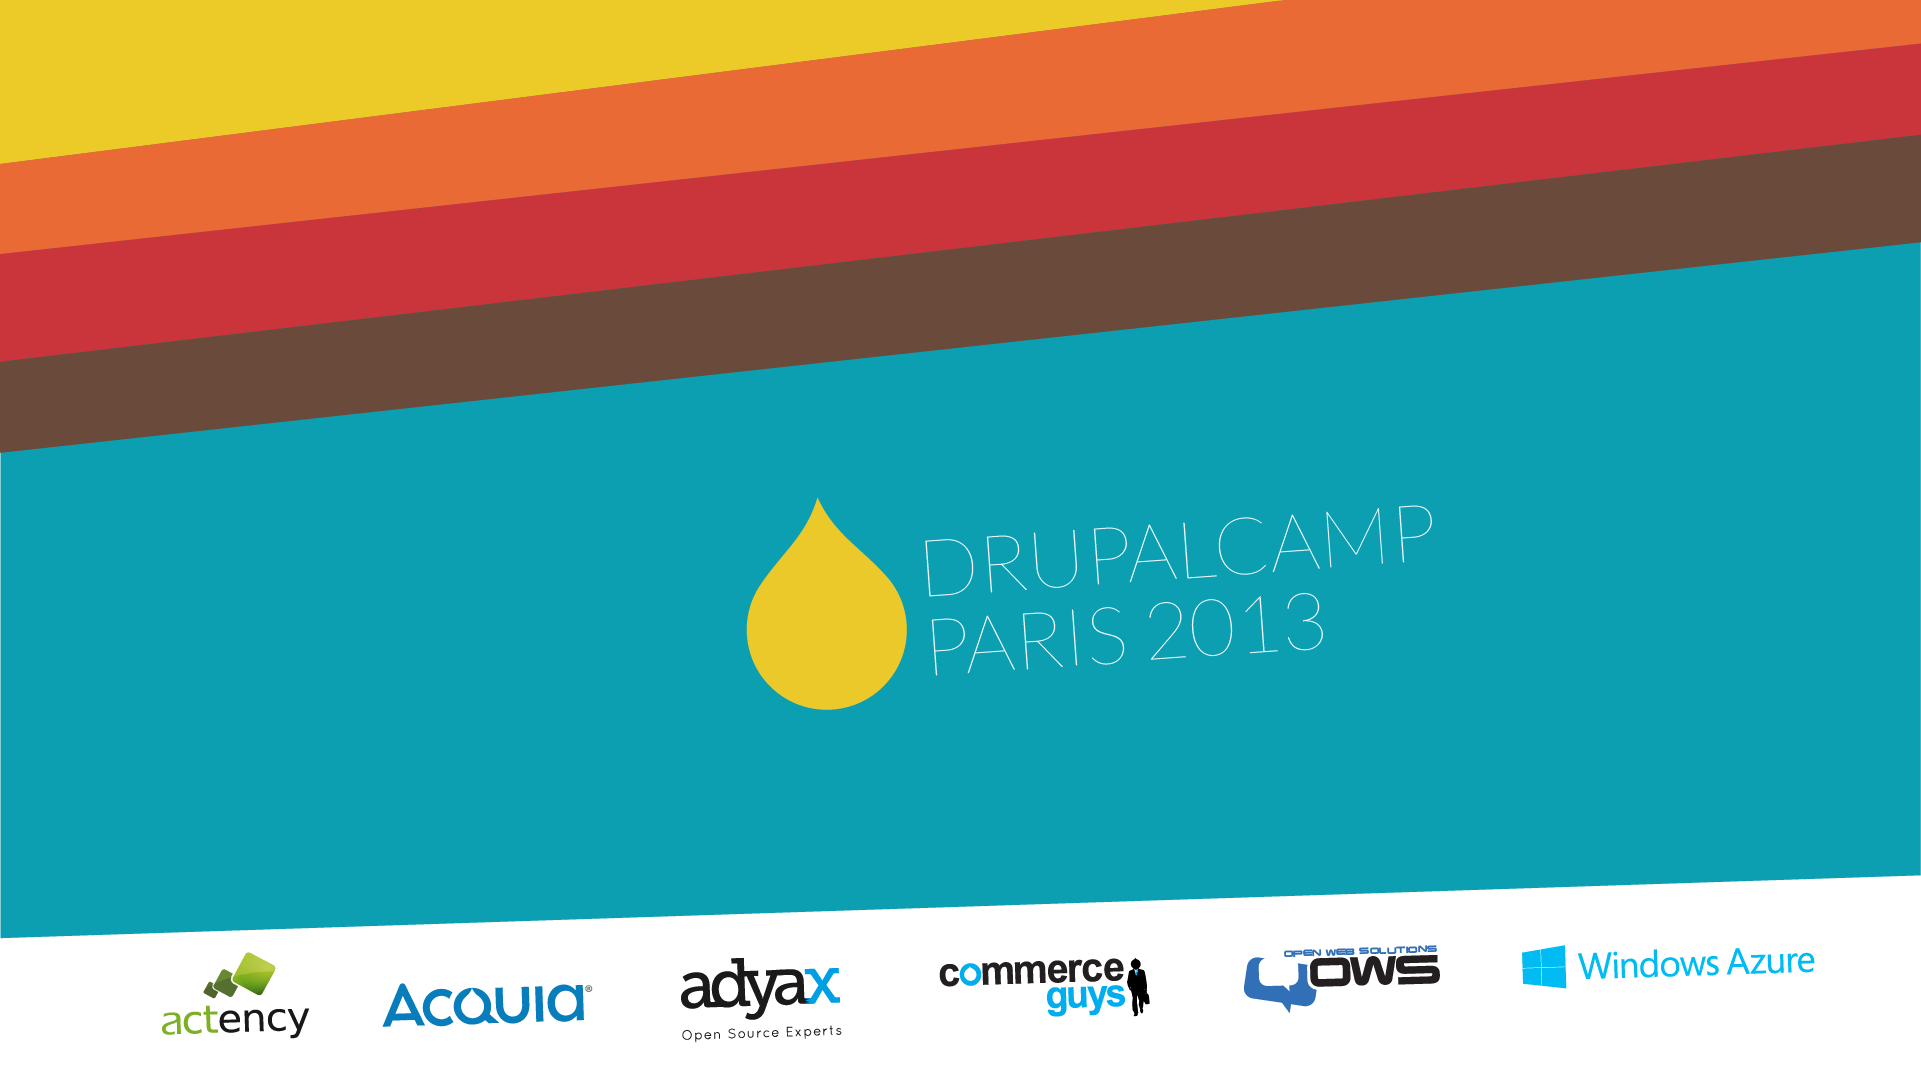 DRUPALCAMP
PARIS 2013
actency
Acquia®
adyax
Open Source Experts
commerce
guys
OPEN WEB SOLUTIONS
OWS
Windows Azure